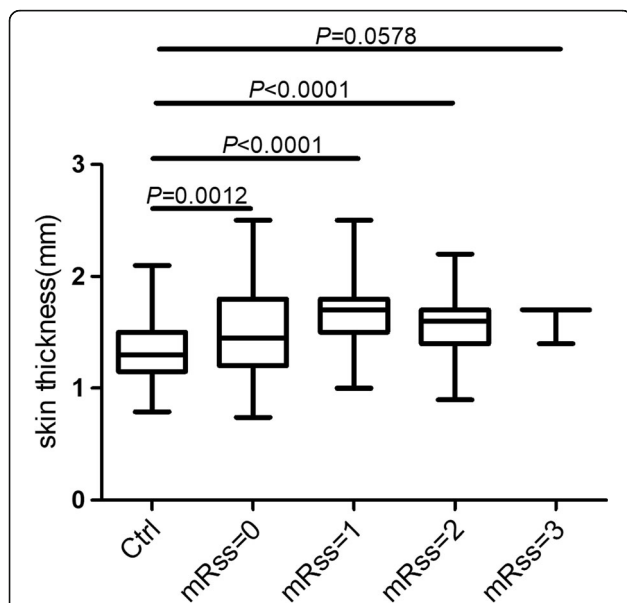 P=0.0578
P<0.0001
P<0.0001
P=0.0012
skin thickness(mm)
3
2
1
0
Ctrl
mRss=0
mRss=1
mRss=2
mRss=3